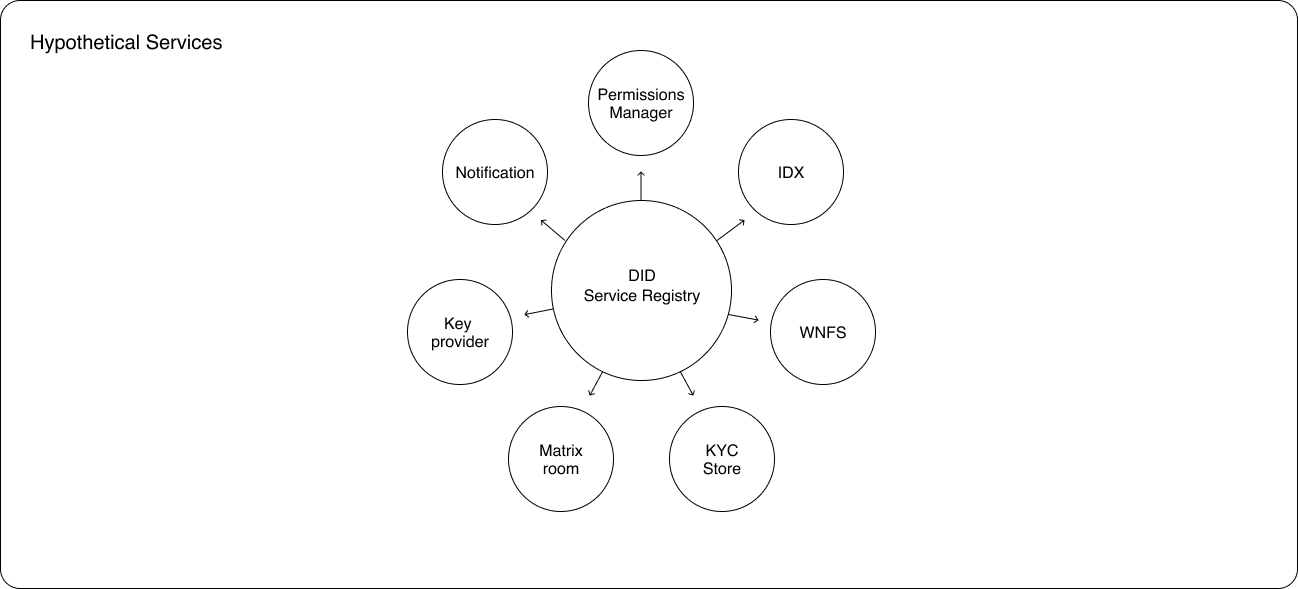 Hypothetical Services
Permissions
Manager
Notification
IDX
DID
Service Registry
Key
provider
WNFS
Matrix
room
KYC
Store